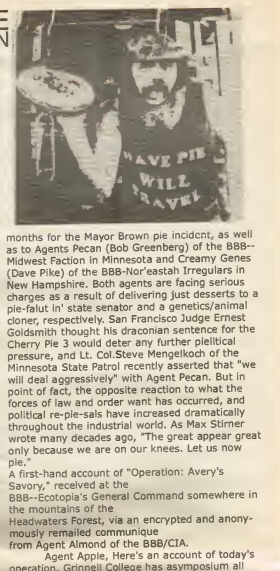 E
N
HAVE PIE
WILL
TRAVEL
months for the Mayor Brown pie incident, as well
as to Agents Pecan (Bob Greenberg) of the BBB--
Midwest Faction in Minnesota and Creamy Genes
(Dave Pike) of the BBB-Nor'eastah Irregulars in
New Hampshire. Both agents are facing serious
charges as a result of delivering just desserts to a
pie-falut in' state senator and a genetics/animal
cloner, respectively. San Francisco Judge Ernest
Goldsmith thought his draconian sentence for the
Cherry Pie 3 would deter any further pielitical
pressure, and Lt. Col.Steve Mengelkoch of the
Minnesota State Patrol recently asserted that "we
will deal aggressively" with Agent Pecan. But in
point of fact, the opposite reaction to what the
forces of law and order want has occurred, and
political re-pie-sals have increased dramatically
throughout the industrial world. As Max Stirner
wrote many decades ago, "The great appear great
only because we are on our knees. Let us now
pie."
A first-hand account of "Operation: Avery's
Savory," received at the
BBB--Ecotopia's General Command somewhere in
the mountains of the
Headwaters Forest, via an encrypted and anony-
mously remailed communique
from Agent Almond of the BBB/CIA.
Agent Apple, Here's an account of today's
operation. Grinnell College has asymposium all